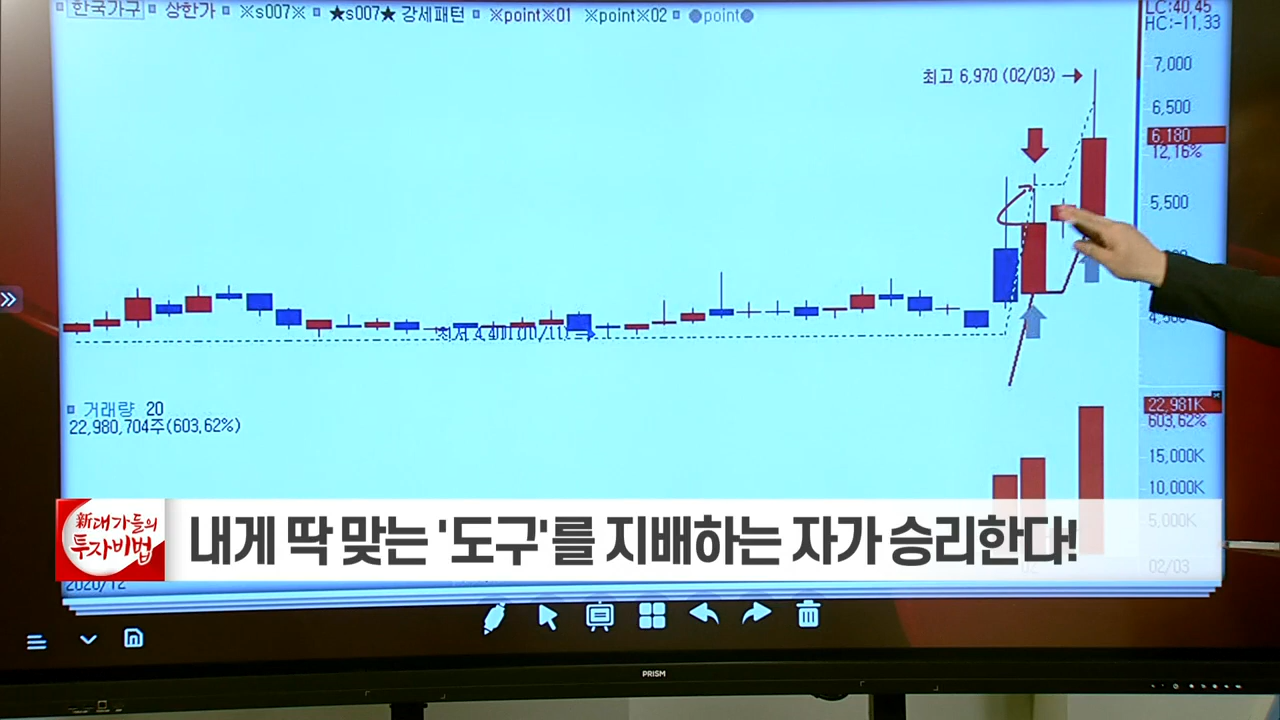 한국가구 상한가 ※s007※ ★s007★ 강세패턴 ※point※01 ※point※02 ●point●
LC:40,45
HC:-11,33
7,000
최고 6,970 (02/03)
6,500
6,180
12,16%
5,500
거래량 20
22,980,704주(603,62%)
22,981K
603,62%
15,000K
10,000K
5,000K
新대가들의
투자비법
내게 딱 맞는 '도구'를 지배하는 자가 승리한다!
02/03
2020/12
PRISM